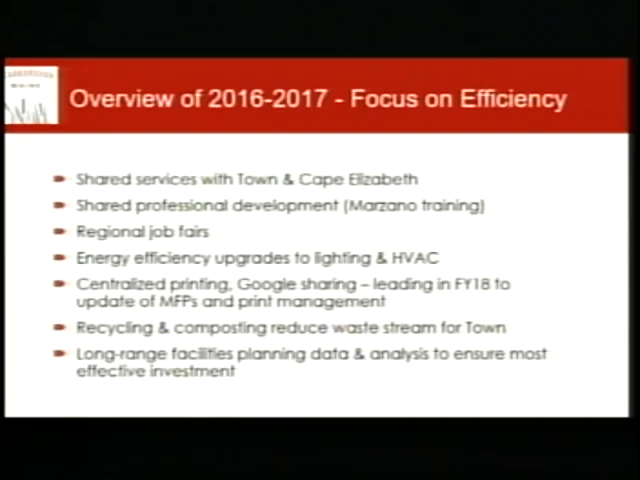 Overview of 2016-2017 - Focus on Efficiency
Shared services with Town & Cape Elizabeth
Shared professional development (Marzano training)
Regional job fairs
Energy efficiency upgrades to lighting & HVAC
Centralized printing, Google sharing – leading in FY18 to
update of MFPs and print management
Recycling & composting reduce waste stream for Town
Long-range facilities planning data & analysis to ensure most
effective investment